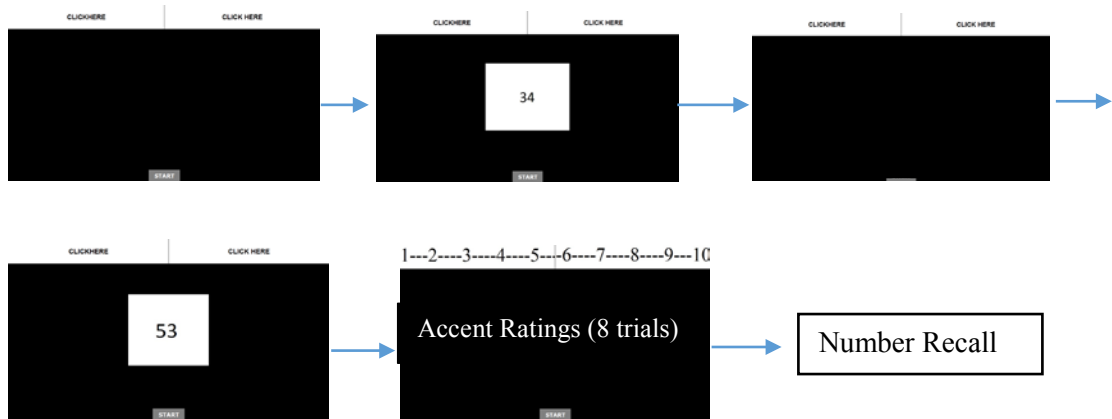 CLICKHERE CLICK HERE
START
CLICKHERE CLICK HERE
34
START
CLICKHERE CLICK HERE
CLICKHERE CLICK HERE
53
START
1---2----3----4----5----6----7----8----9---10
Accent Ratings (8 trials)
START
Number Recall